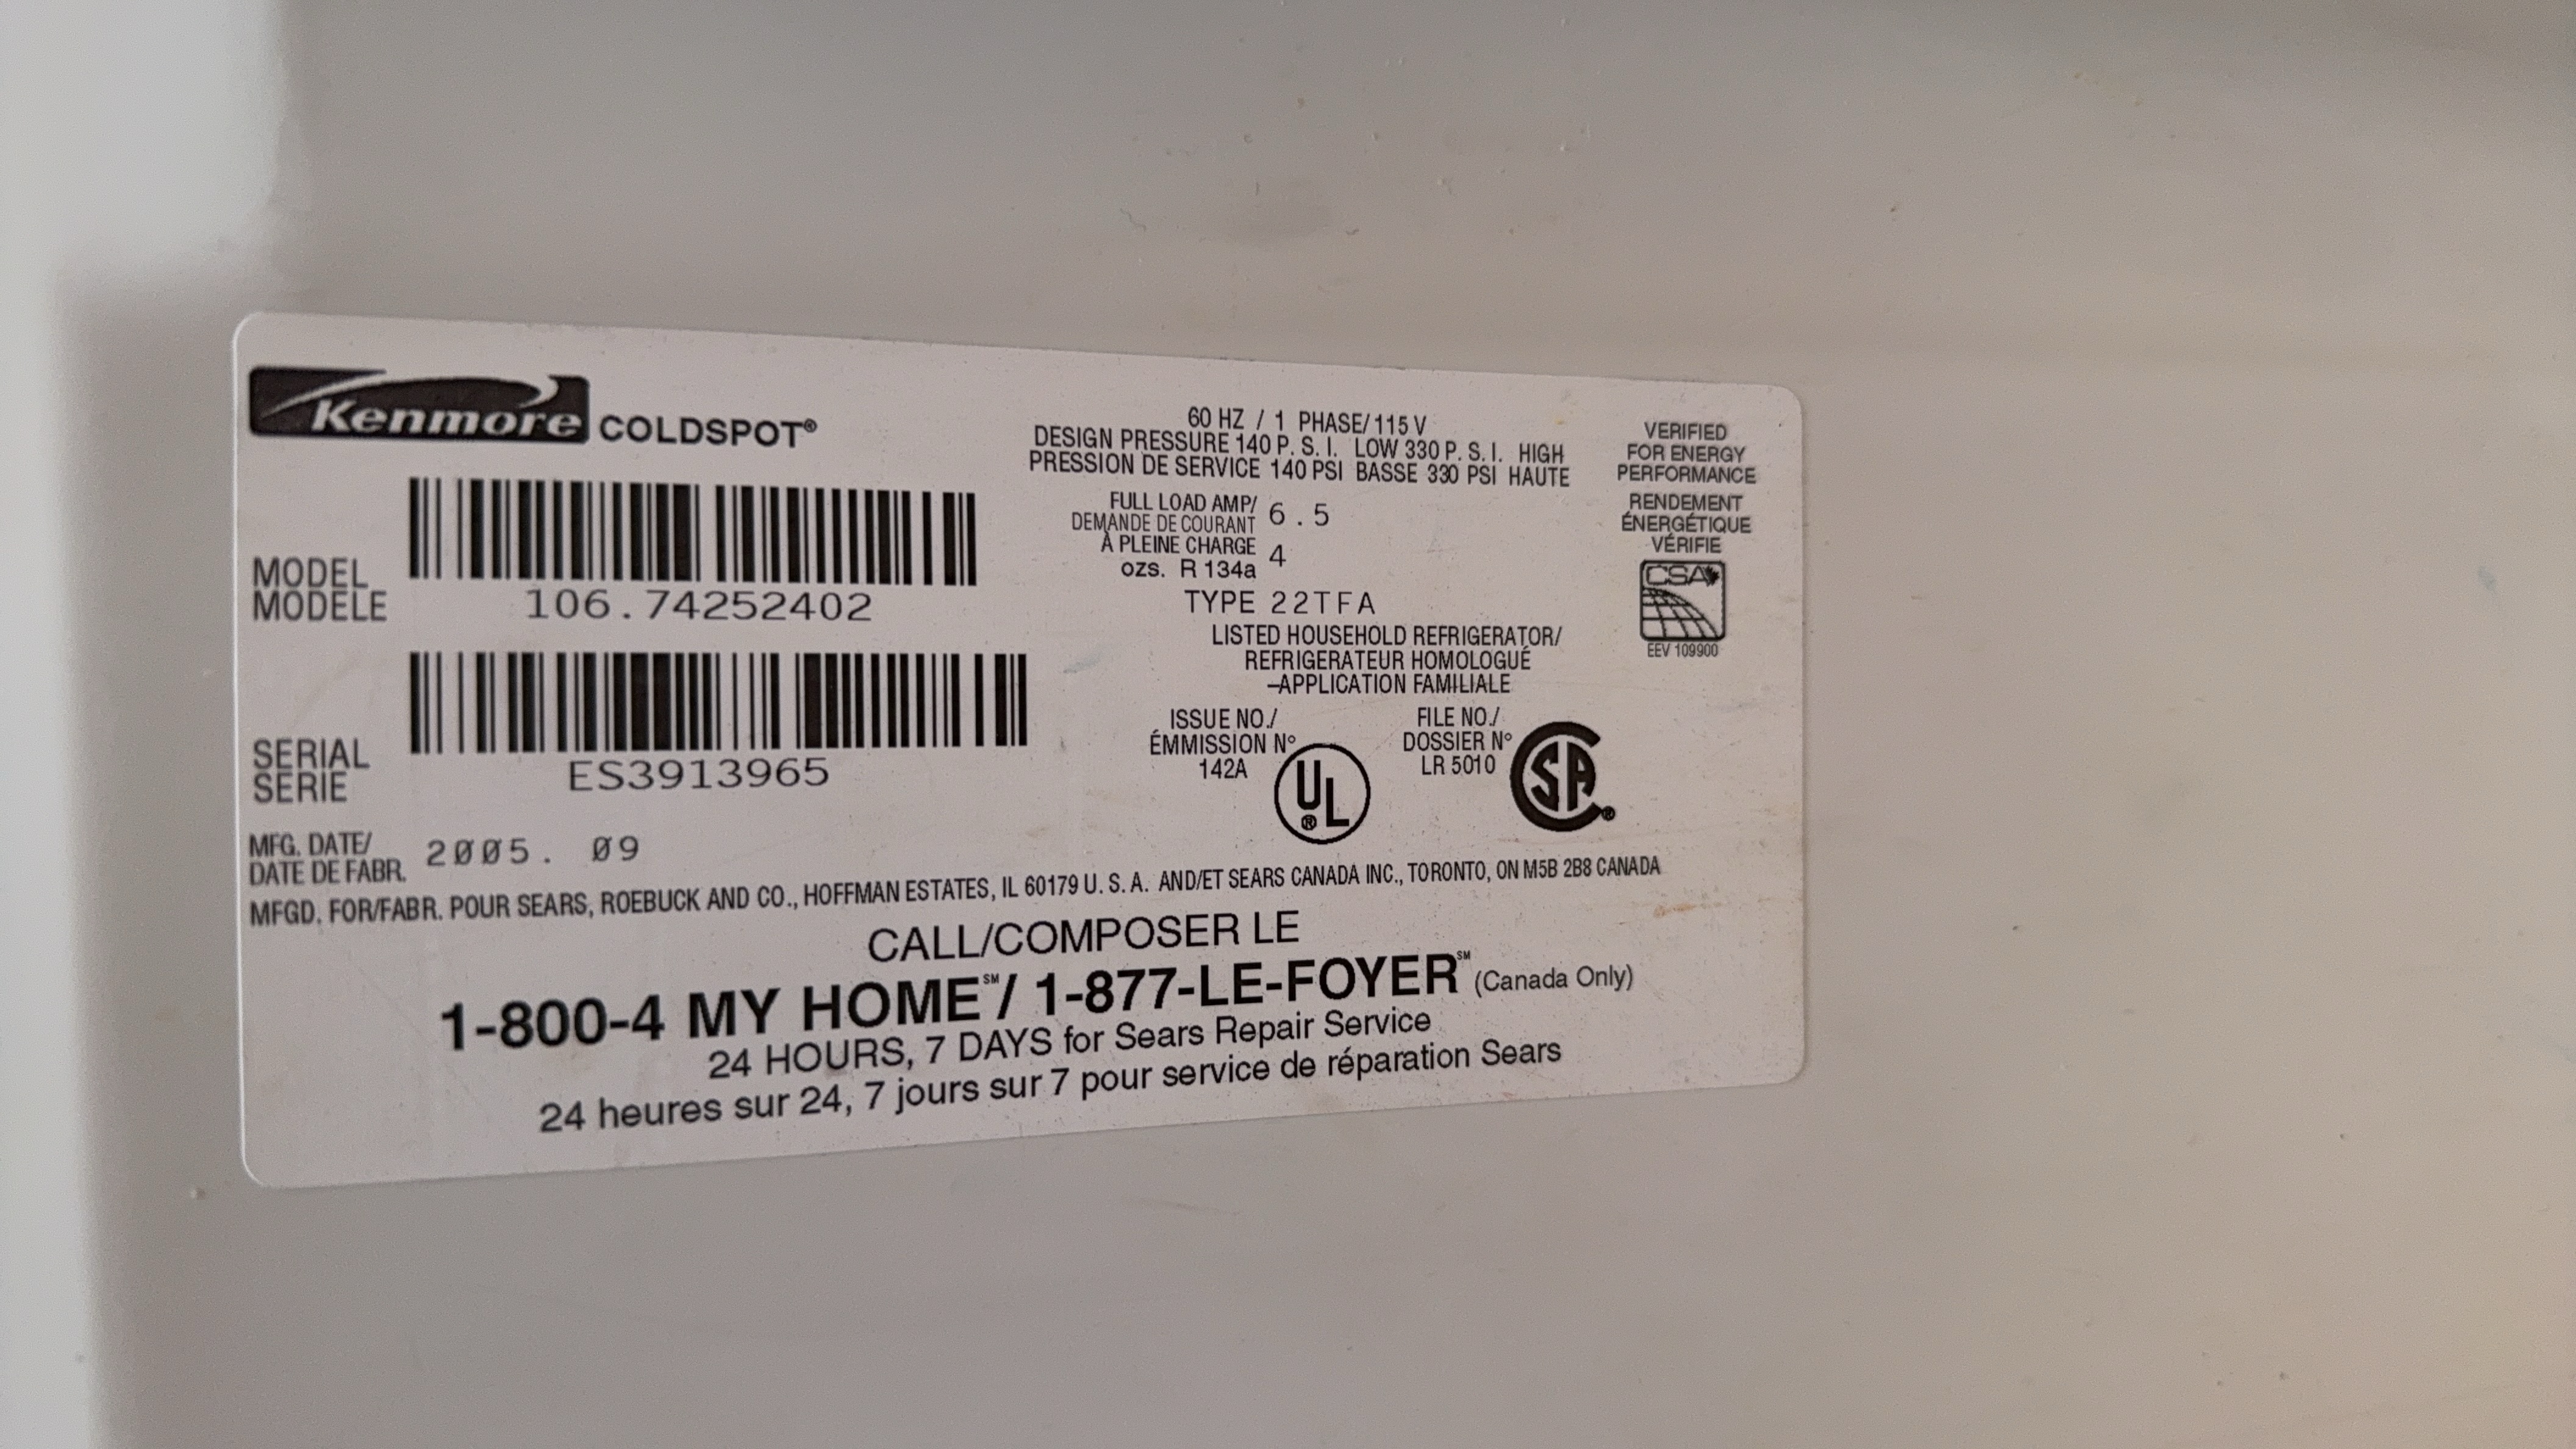 Kenmore COLDSPOT®
MODEL
MODÈLE
106.74252402
SERIAL
SERIE
ES3913965
MFG. DATE/
DATE DE FABR.
2005. 09
60 HZ / 1 PHASE/115 V
DESIGN PRESSURE 140 P. S. I. LOW 330 P. S. I. HIGH
PRESSION DE SERVICE 140 PSI BASSE 330 PSI HAUTE
FULL LOAD AMP/
DEMANDE DE COURANT
À PLEINE CHARGE
6.5
ozs. R 134a 4
TYPE 22TFA
LISTED HOUSEHOLD REFRIGERATOR/
REFRIGERATEUR HOMOLOGUÉ
–APPLICATION FAMILIALE
ISSUE NO./
ÉMMISSION Nº
142A
UL®
FILE NO./
DOSSIER Nº
LR 5010
CSA®
VERIFIED
FOR ENERGY
PERFORMANCE
RENDEMENT
ÉNERGÉTIQUE
VÉRIFIE
CSA
EEV 109900
MFGD. FOR/FABR. POUR SEARS, ROEBUCK AND CO., HOFFMAN ESTATES, IL 60179 U. S. A. AND/ET SEARS CANADA INC., TORONTO, ON M5B 2B8 CANADA
CALL/COMPOSER LE
1-800-4 MY HOME℠/ 1-877-LE-FOYER℠ (Canada Only)
24 HOURS, 7 DAYS for Sears Repair Service
24 heures sur 24, 7 jours sur 7 pour service de réparation Sears